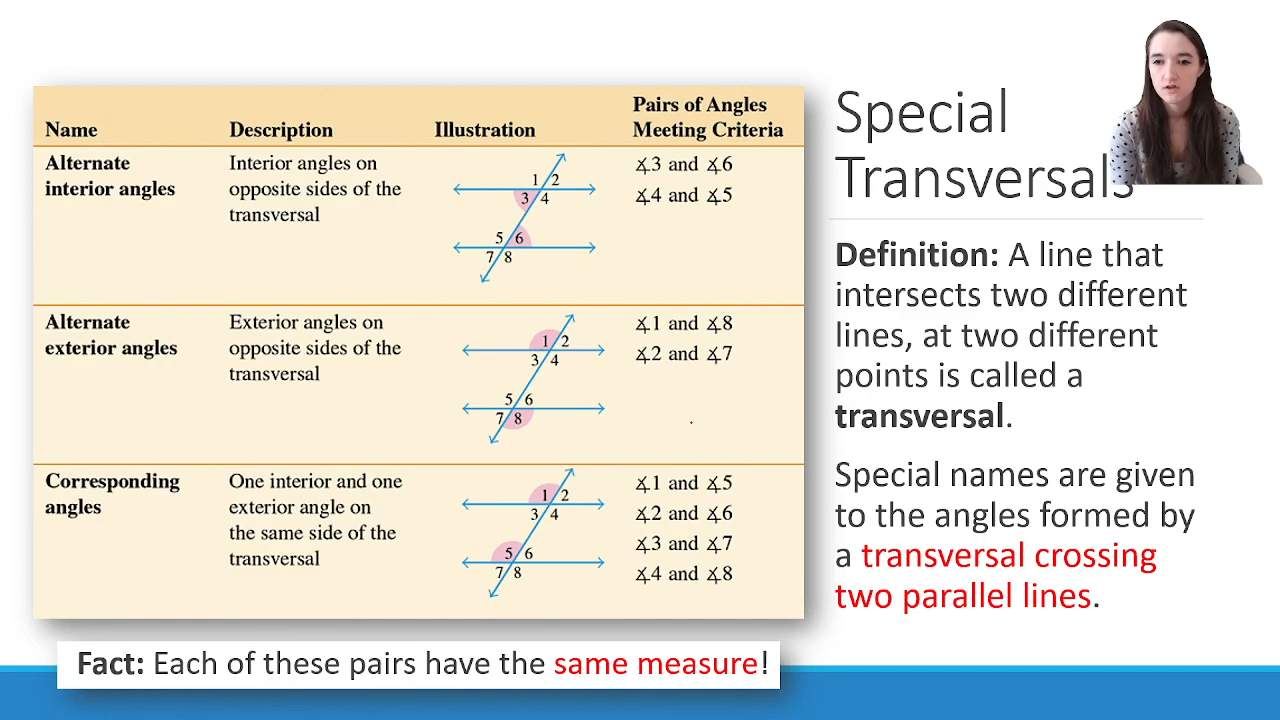 Name Description Illustration Pairs of Angles Meeting Criteria
Alternate interior angles
Interior angles on
opposite sides of the
transversal
1 2
3 4
5 6
7 8
∡3 and ∡6
∡4 and ∡5
Alternate exterior angles
Exterior angles on
opposite sides of the
transversal
1 2
3 4
5 6
7 8
∡1 and ∡8
∡2 and ∡7
Corresponding angles
One interior and one
exterior angle on
the same side of the
transversal
1 2
3 4
5 6
7 8
∡1 and ∡5
∡2 and ∡6
∡3 and ∡7
∡4 and ∡8
Fact: Each of these pairs have the same measure!
Special
Transversals
Definition: A line that
intersects two different
lines, at two different
points is called a
transversal.
Special names are given
to the angles formed by
a transversal crossing
two parallel lines.